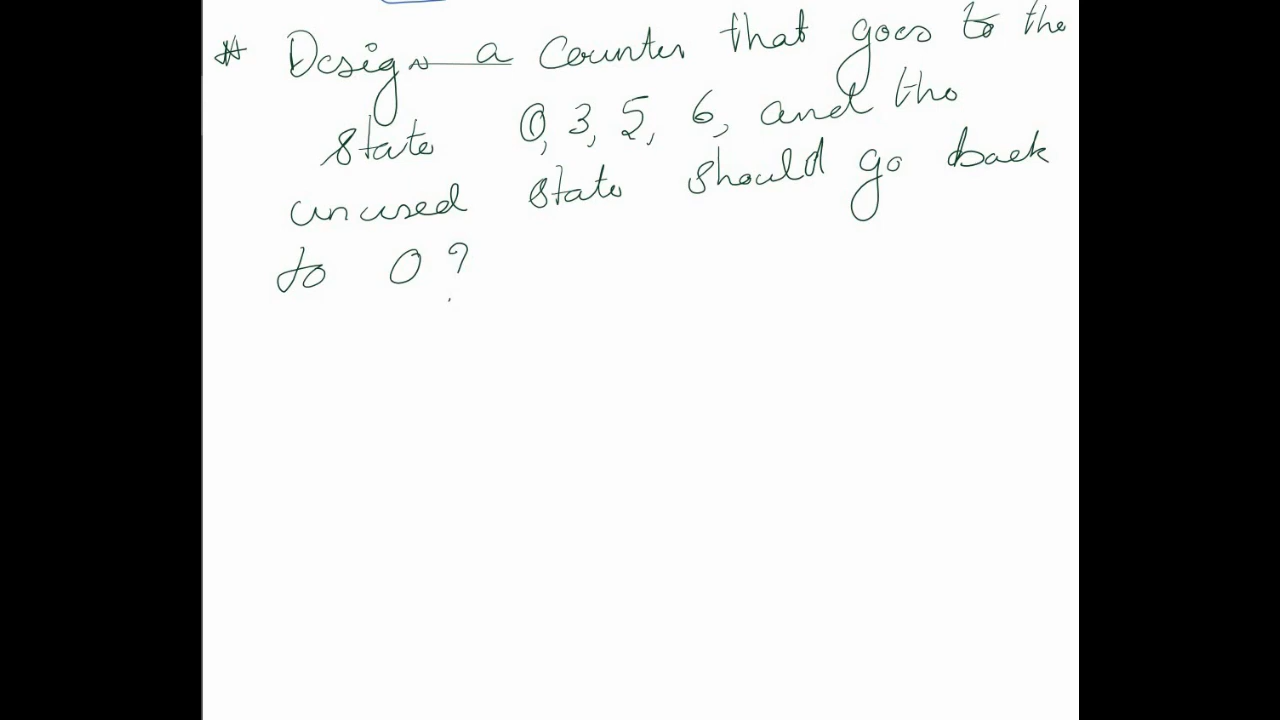 # Design a Counter that goes to the
state 0, 3, 5, 6, and the
unused state should go back
to 0 ?